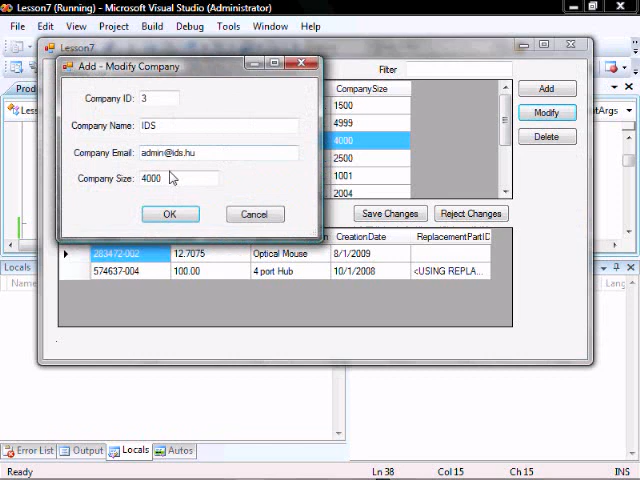 Lesson7 (Running) - Microsoft Visual Studio (Administrator)
File Edit View Project Build Debug Tools Window Help
Lesson7
Add - Modify Company
Filter
Company ID: 3
Company Name: IDS
Company Email: admin@ids.hu
Company Size: 4000
OK Cancel
CompanySize
1500
4999
4000
2500
1001
2004
Add
Modify
Delete
Save Changes Reject Changes
CreationDate ReplacementPartID
283472-002 12.7075 Optical Mouse 8/1/2009
574637-004 100.00 4 port Hub 10/1/2008 <USING REPLA...
Locals
Error List Output Locals Autos
Ready Ln 38 Col 15 Ch 15 INS